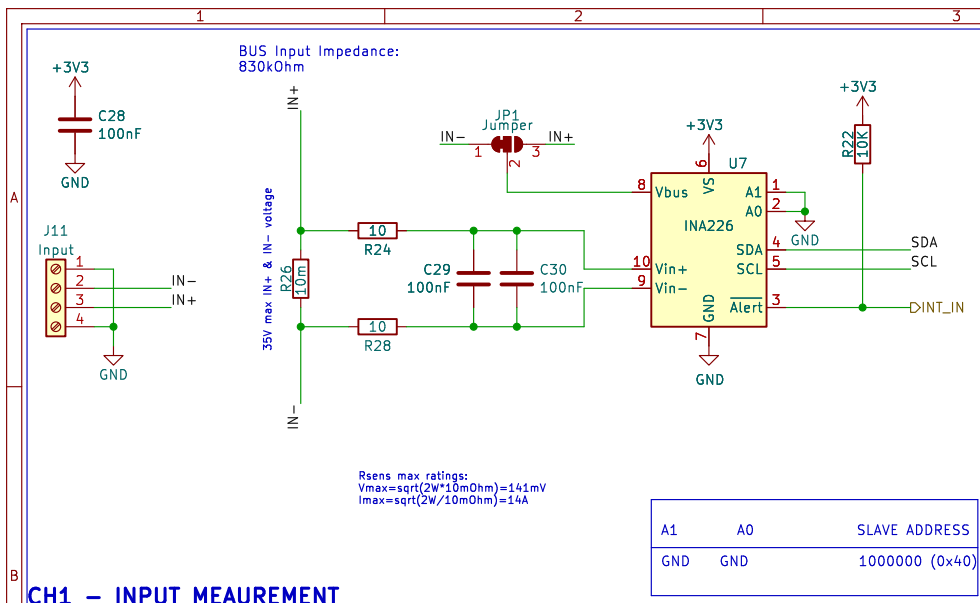 1
2
3
A
B
BUS Input Impedance:
830kOhm
+3V3
C28
100nF
GND
IN+
JP1
Jumper
IN-
IN+
1
2
3
+3V3
6
VS
U7
+3V3
R22
10K
8
Vbus
INA226
A1
1
A0
2
GND
SDA
4
SDA
SCL
5
SCL
10
Vin+
9
Vin-
GND
7
Alert
3
INT_IN
GND
J11
Input
1
2
3
4
IN-
IN+
GND
35V max IN+ & IN- voltage
R26
10m
10
R24
C29
100nF
C30
100nF
10
R28
IN-
Rsens max ratings:
Vmax=sqrt(2W*10mOhm)=141mV
Imax=sqrt(2W/10mOhm)=14A
A1 A0 SLAVE ADDRESS
GND GND 1000000 (0x40)
CH1 - INPUT MEAUREMENT